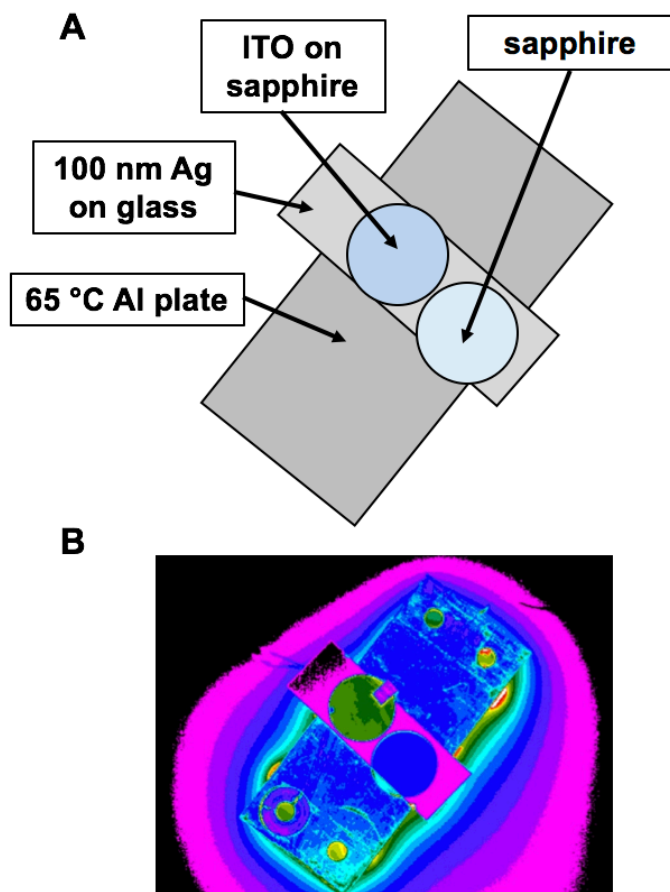 A
ITO on
sapphire
sapphire
100 nm Ag
on glass
65 °C Al plate
B